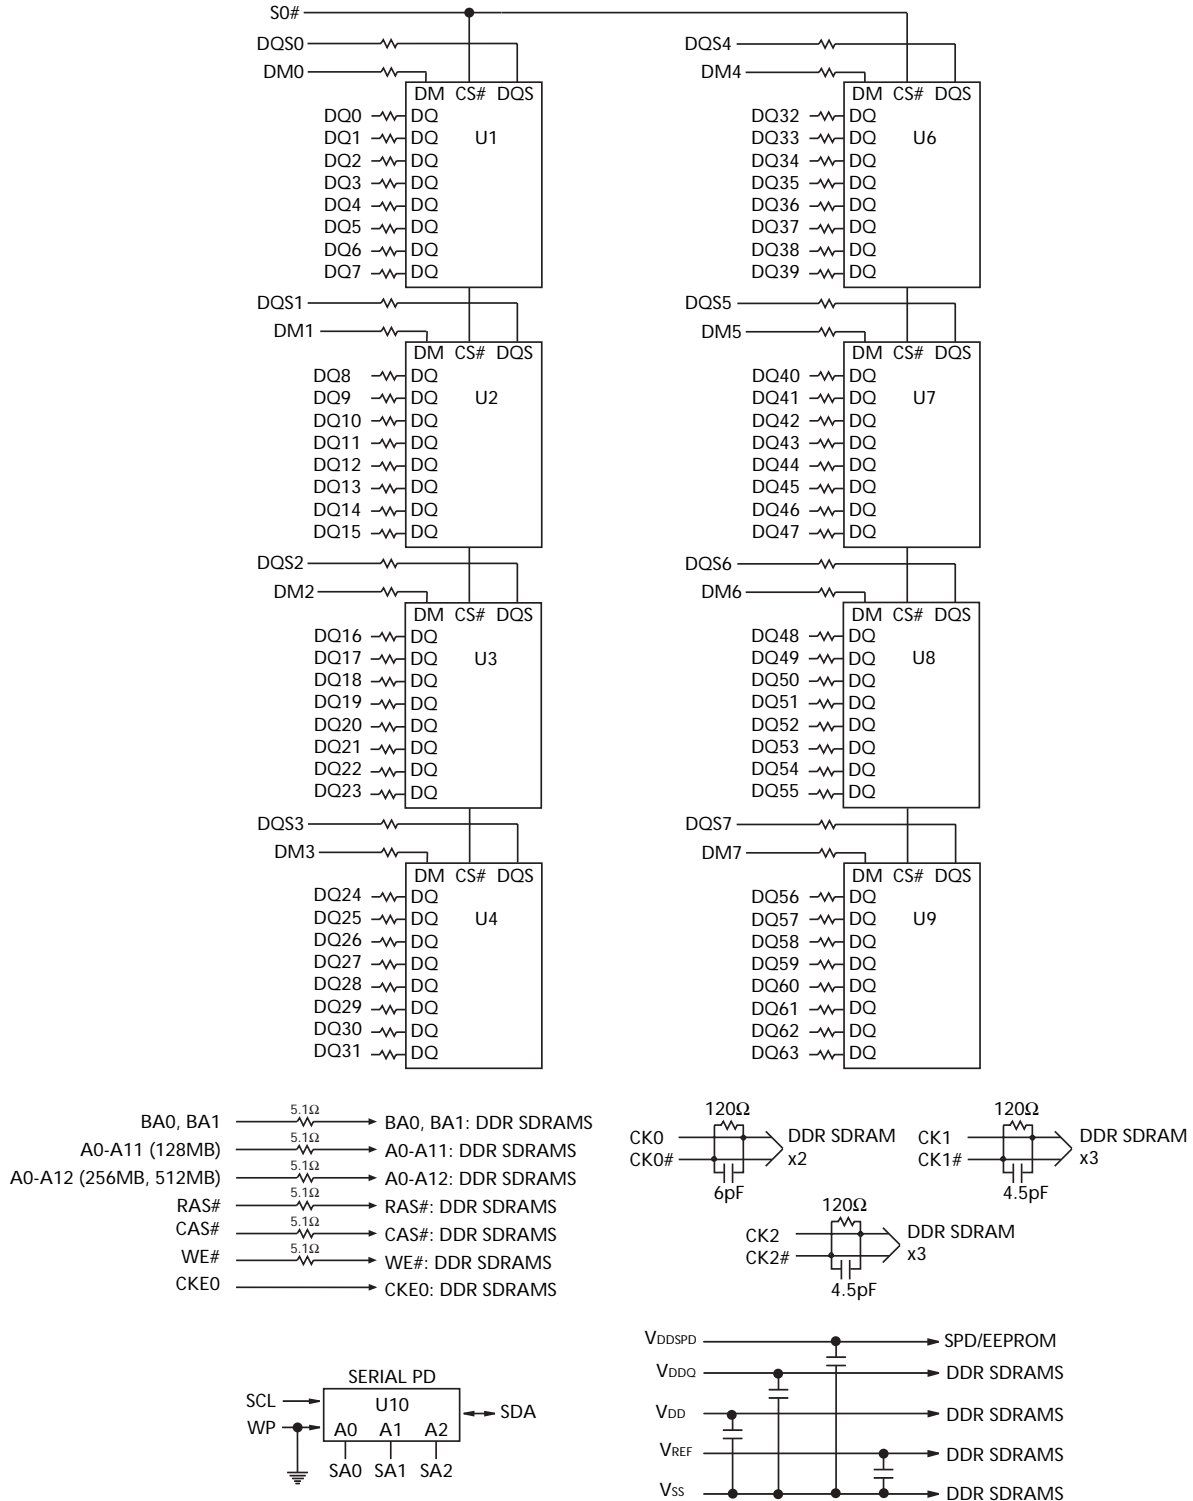 S0#
DQS0
DM0
DM CS# DQS
DQ0 DQ
DQ1 DQ U1
DQ2 DQ
DQ3 DQ
DQ4 DQ
DQ5 DQ
DQ6 DQ
DQ7 DQ
DQS1
DM1
DM CS# DQS
DQ8 DQ
DQ9 DQ U2
DQ10 DQ
DQ11 DQ
DQ12 DQ
DQ13 DQ
DQ14 DQ
DQ15 DQ
DQS2
DM2
DM CS# DQS
DQ16 DQ
DQ17 DQ U3
DQ18 DQ
DQ19 DQ
DQ20 DQ
DQ21 DQ
DQ22 DQ
DQ23 DQ
DQS3
DM3
DM CS# DQS
DQ24 DQ
DQ25 DQ U4
DQ26 DQ
DQ27 DQ
DQ28 DQ
DQ29 DQ
DQ30 DQ
DQ31 DQ
DQS4
DM4
DM CS# DQS
DQ32 DQ
DQ33 DQ U6
DQ34 DQ
DQ35 DQ
DQ36 DQ
DQ37 DQ
DQ38 DQ
DQ39 DQ
DQS5
DM5
DM CS# DQS
DQ40 DQ
DQ41 DQ U7
DQ42 DQ
DQ43 DQ
DQ44 DQ
DQ45 DQ
DQ46 DQ
DQ47 DQ
DQS6
DM6
DM CS# DQS
DQ48 DQ
DQ49 DQ U8
DQ50 DQ
DQ51 DQ
DQ52 DQ
DQ53 DQ
DQ54 DQ
DQ55 DQ
DQS7
DM7
DM CS# DQS
DQ56 DQ
DQ57 DQ U9
DQ58 DQ
DQ59 DQ
DQ60 DQ
DQ61 DQ
DQ62 DQ
DQ63 DQ
BA0, BA1 5.1Ω BA0, BA1: DDR SDRAMS
A0-A11 (128MB) 5.1Ω A0-A11: DDR SDRAMS
A0-A12 (256MB, 512MB) 5.1Ω A0-A12: DDR SDRAMS
RAS# 5.1Ω RAS#: DDR SDRAMS
CAS# 5.1Ω CAS#: DDR SDRAMS
WE# 5.1Ω WE#: DDR SDRAMS
CKE0 CKE0: DDR SDRAMS
120Ω
CK0 DDR SDRAM
CK0# x2
6pF
120Ω
CK1 DDR SDRAM
CK1# x3
4.5pF
120Ω
CK2 DDR SDRAM
CK2# x3
4.5pF
SERIAL PD
SCL U10 SDA
WP A0 A1 A2
SA0 SA1 SA2
VDDSPD SPD/EEPROM
VDDQ DDR SDRAMS
VDD DDR SDRAMS
VREF DDR SDRAMS
VSS DDR SDRAMS